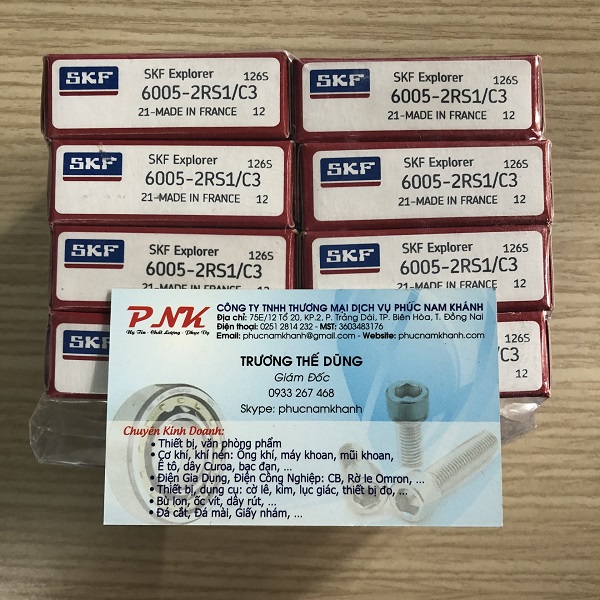 SKF
SKF Explorer 126S
6005-2RS1/C3
21-MADE IN FRANCE 12
SKF
SKF Explorer 126S
6005-2RS1/C3
21-MADE IN FRANCE 12
SKF
SKF Explorer 126S
6005-2RS1/C3
21-MADE IN FRANCE 12
SKF
SKF Explorer 126S
6005-2RS1/C3
21-MADE IN FRANCE 12
SKF
SKF Explorer 126S
6005-2RS1/C3
SKF
SKF Explorer 126S
6005-2RS1/C3
12
PNK
Uy Tín - Chất Lượng - Phục Vụ
CÔNG TY TNHH THƯƠNG MẠI DỊCH VỤ PHÚC NAM KHÁNH
Địa chỉ: 75E/12 Tổ 20, KP.2, P. Trảng Dài, TP. Biên Hòa, T. Đồng Nai
Điện thoại: 0251 2814 232 - MST: 3603483176
Email: phucnamkhanh@gmail.com - Website: phucnamkhanh.com
TRƯƠNG THẾ DŨNG
Giám Đốc
0933 267 468
Skype: phucnamkhanh
Chuyên Kinh Doanh:
• Thiết bị, văn phòng phẩm
• Cơ khí, khí nén: Ống khí, máy khoan, mũi khoan,
Ê tô, dây Curoa, bạc đạn, ...
• Điện Gia Dụng, Điện Công Nghiệp: CB, Rờ le Omron, ...
• Thiết bị, dụng cụ: cờ lê, kìm, lục giác, thiết bị đo, ...
• Bù lon, ốc vít, dây rút, ...
• Đá cắt, Đá mài, Giấy nhám, ...
/C3
12